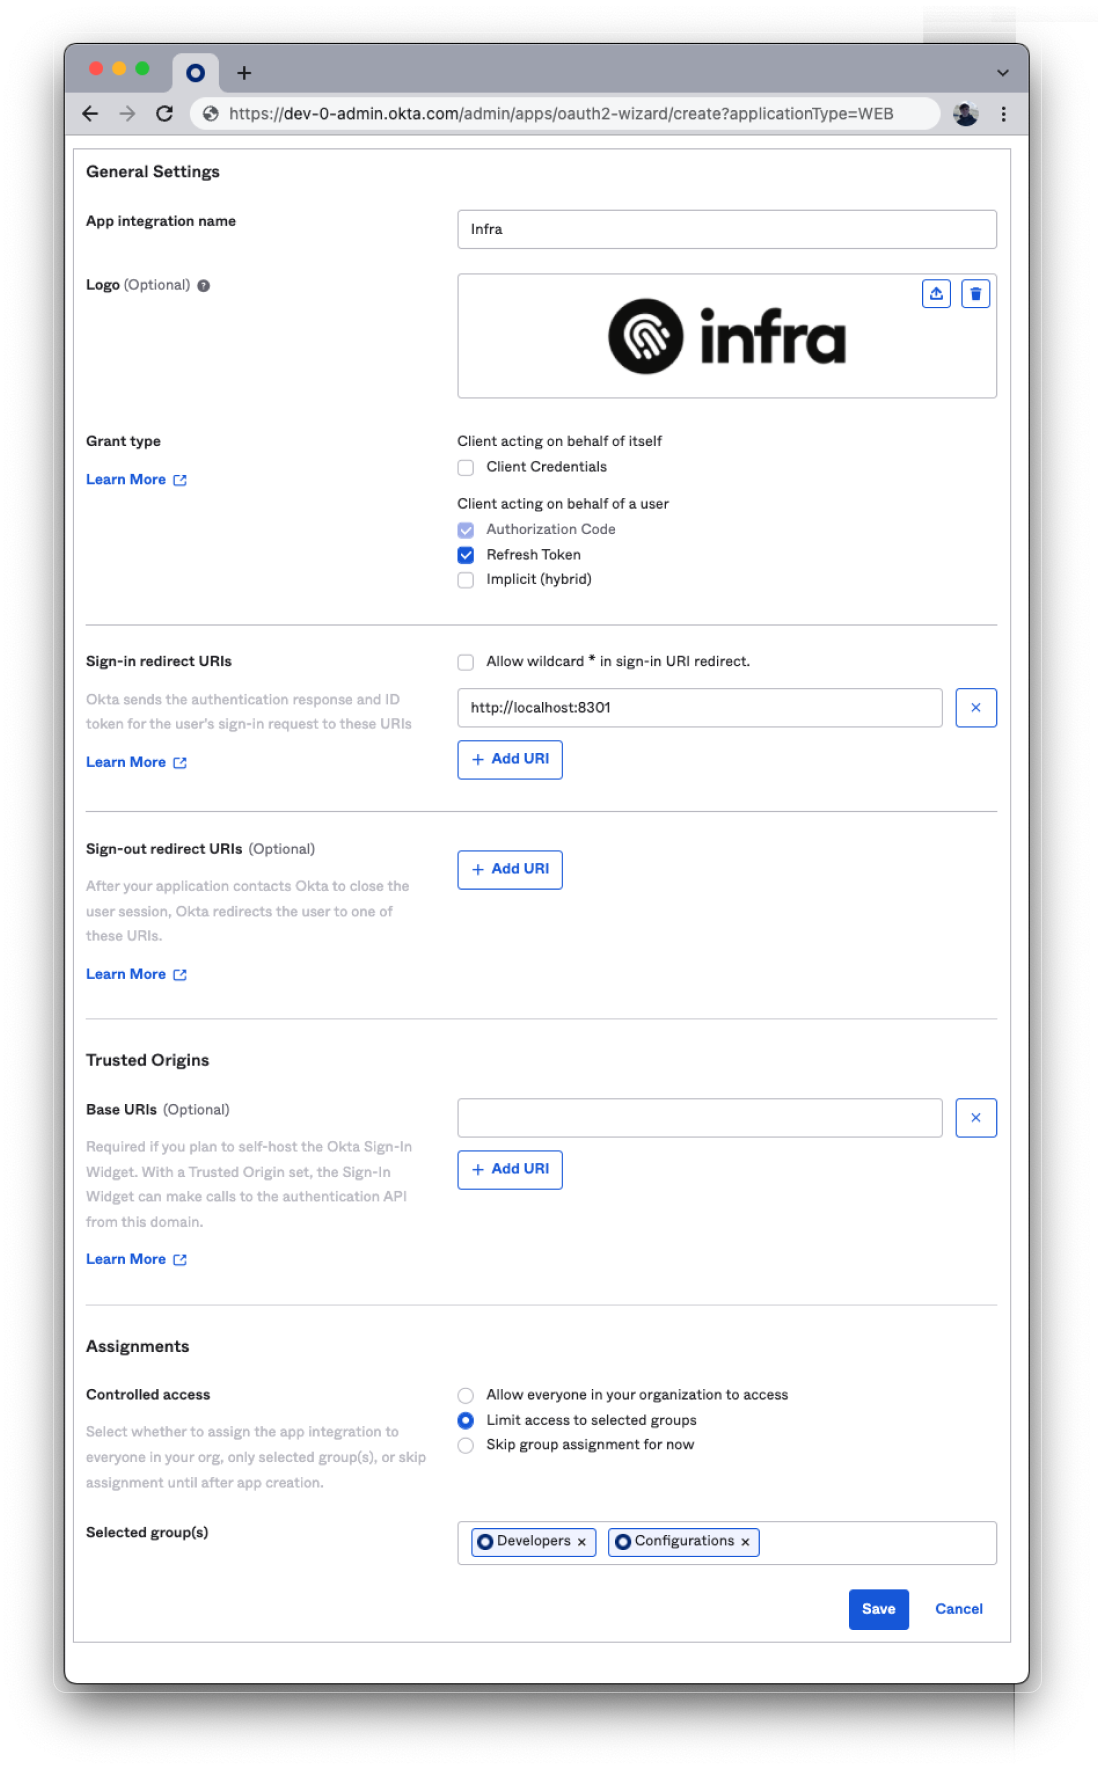 https://dev-0-admin.okta.com/admin/apps/oauth2-wizard/create?applicationType=WEB
General Settings
App integration name
Infra
Logo (Optional)
infra
Grant type
Learn More
Client acting on behalf of itself
Client Credentials
Client acting on behalf of a user
Authorization Code
Refresh Token
Implicit (hybrid)
Sign-in redirect URIs
Okta sends the authentication response and ID
token for the user's sign-in request to these URIs
Learn More
Allow wildcard * in sign-in URI redirect.
http://localhost:8301
+ Add URI
Sign-out redirect URIs (Optional)
After your application contacts Okta to close the
user session, Okta redirects the user to one of
these URIs.
Learn More
+ Add URI
Trusted Origins
Base URIs (Optional)
Required if you plan to self-host the Okta Sign-In
Widget. With a Trusted Origin set, the Sign-In
Widget can make calls to the authentication API
from this domain.
Learn More
+ Add URI
Assignments
Controlled access
Select whether to assign the app integration to
everyone in your org, only selected group(s), or skip
assignment until after app creation.
Allow everyone in your organization to access
Limit access to selected groups
Skip group assignment for now
Selected group(s)
Developers × Configurations ×
Save Cancel